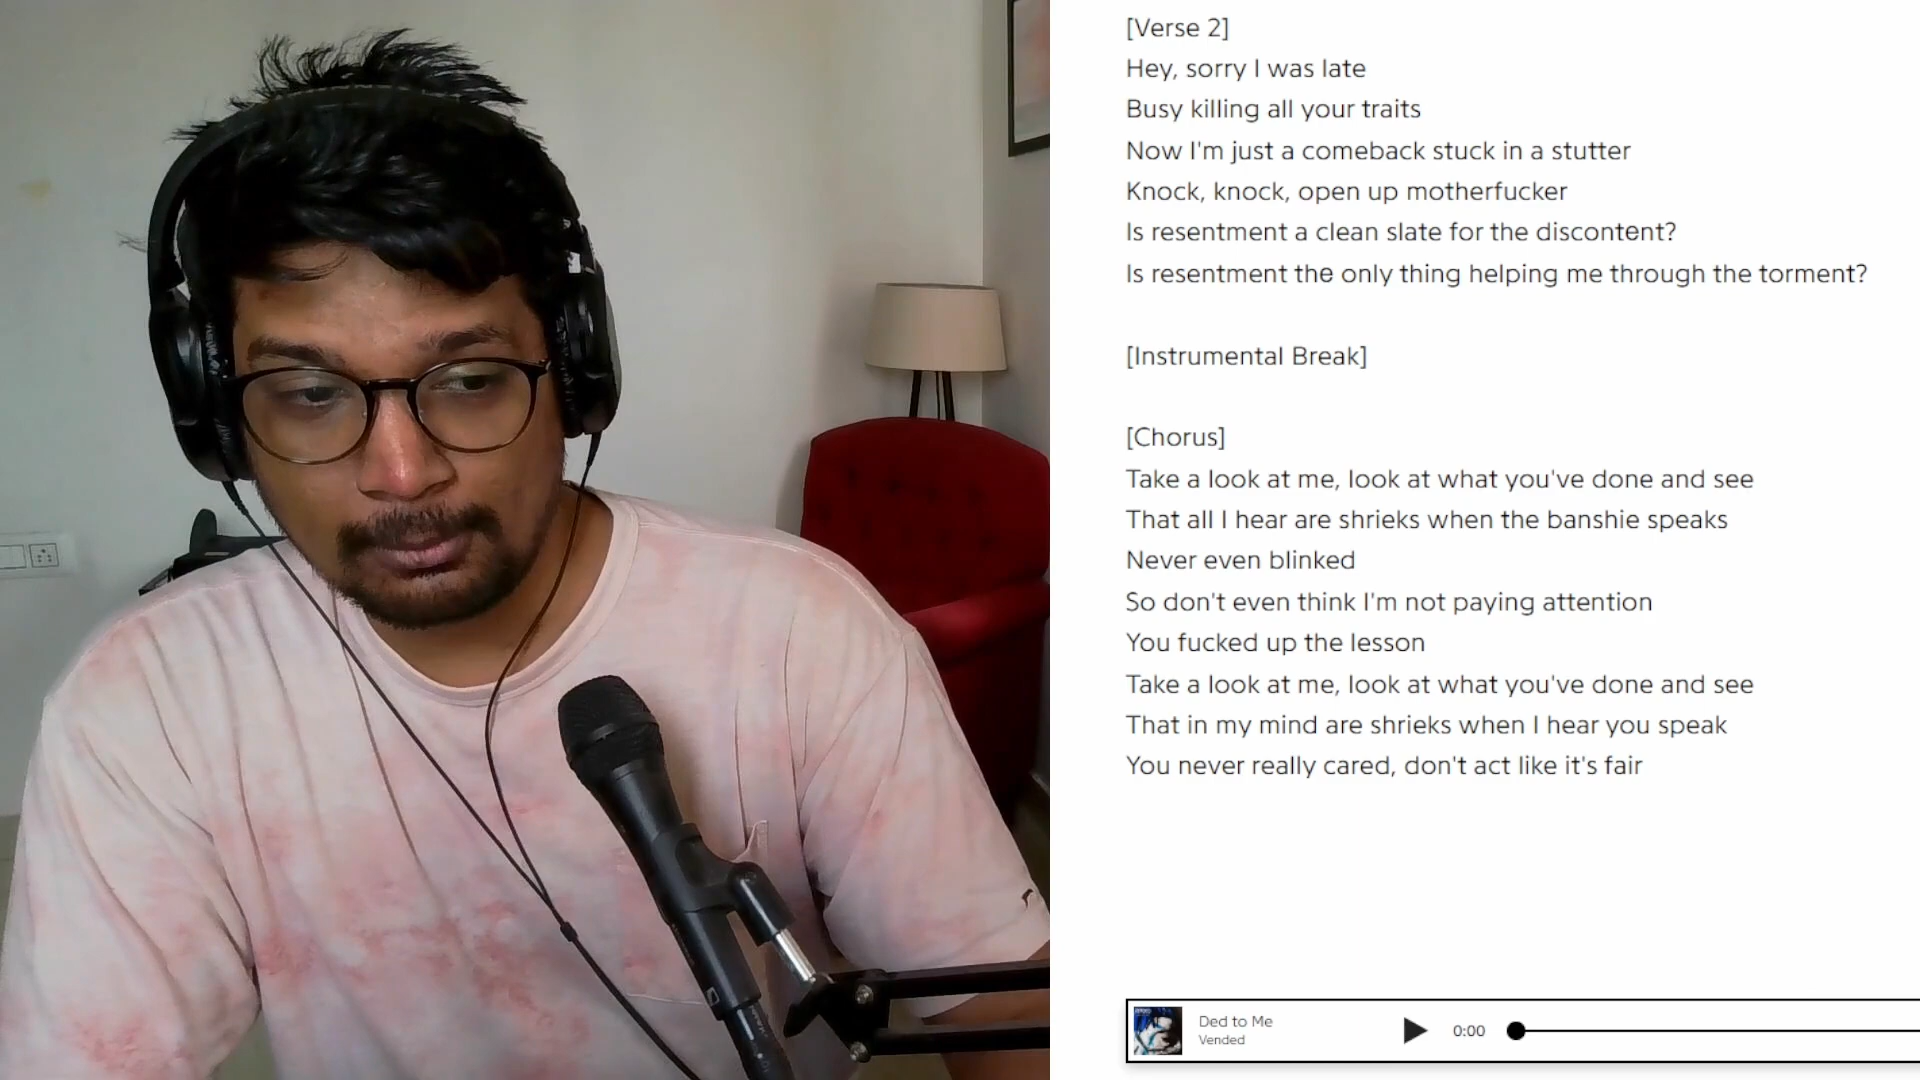 [Verse 2]
Hey, sorry I was late
Busy killing all your traits
Now I'm just a comeback stuck in a stutter
Knock, knock, open up motherfucker
Is resentment a clean slate for the discontent?
Is resentment the only thing helping me through the torment?
[Instrumental Break]
[Chorus]
Take a look at me, look at what you've done and see
That all I hear are shrieks when the banshie speaks
Never even blinked
So don't even think I'm not paying attention
You fucked up the lesson
Take a look at me, look at what you've done and see
That in my mind are shrieks when I hear you speak
You never really cared, don't act like it's fair
Ded to Me
Vended
0:00